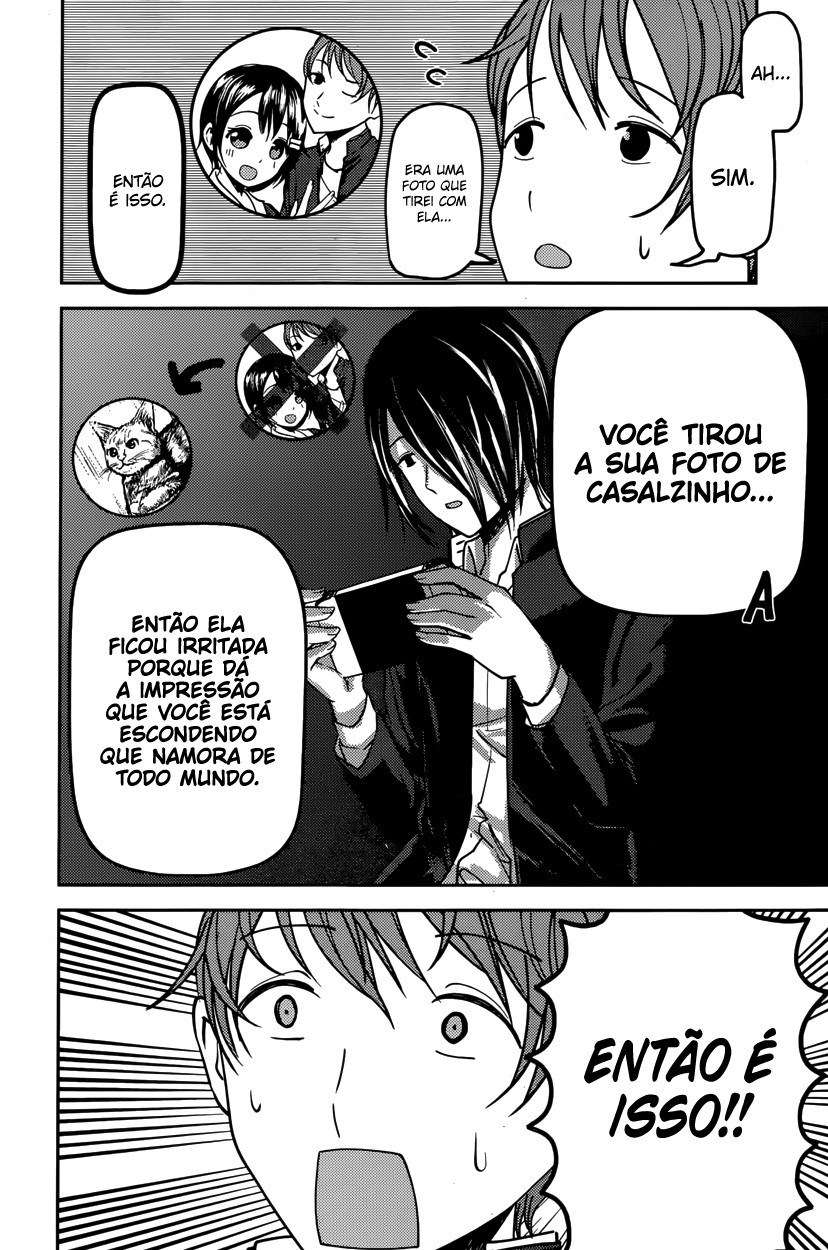 AH...
SIM.
ERA UMA
FOTO QUE
TIREI COM
ELA...
ENTÃO
É ISSO.
VOCÊ TIROU
A SUA FOTO DE
CASALZINHO...
A
ENTÃO ELA
FICOU IRRITADA
PORQUE DÁ
A IMPRESSÃO
QUE VOCÊ ESTÁ
ESCONDENDO
QUE NAMORA DE
TODO MUNDO.
ENTÃO É
ISSO!!